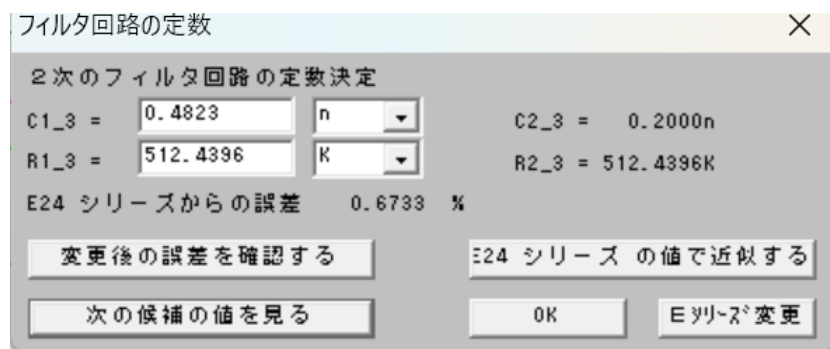 フィルタ回路の定数
2次のフィルタ回路の定数決定
C1_3 = 0.4823 n C2_3 = 0.2000n
R1_3 = 512.4396 K R2_3 = 512.4396K
E24 シリーズからの誤差 0.6733 %
変更後の誤差を確認する E24 シリーズ の値で近似する
次の候補の値を見る OK Eシリーズ変更